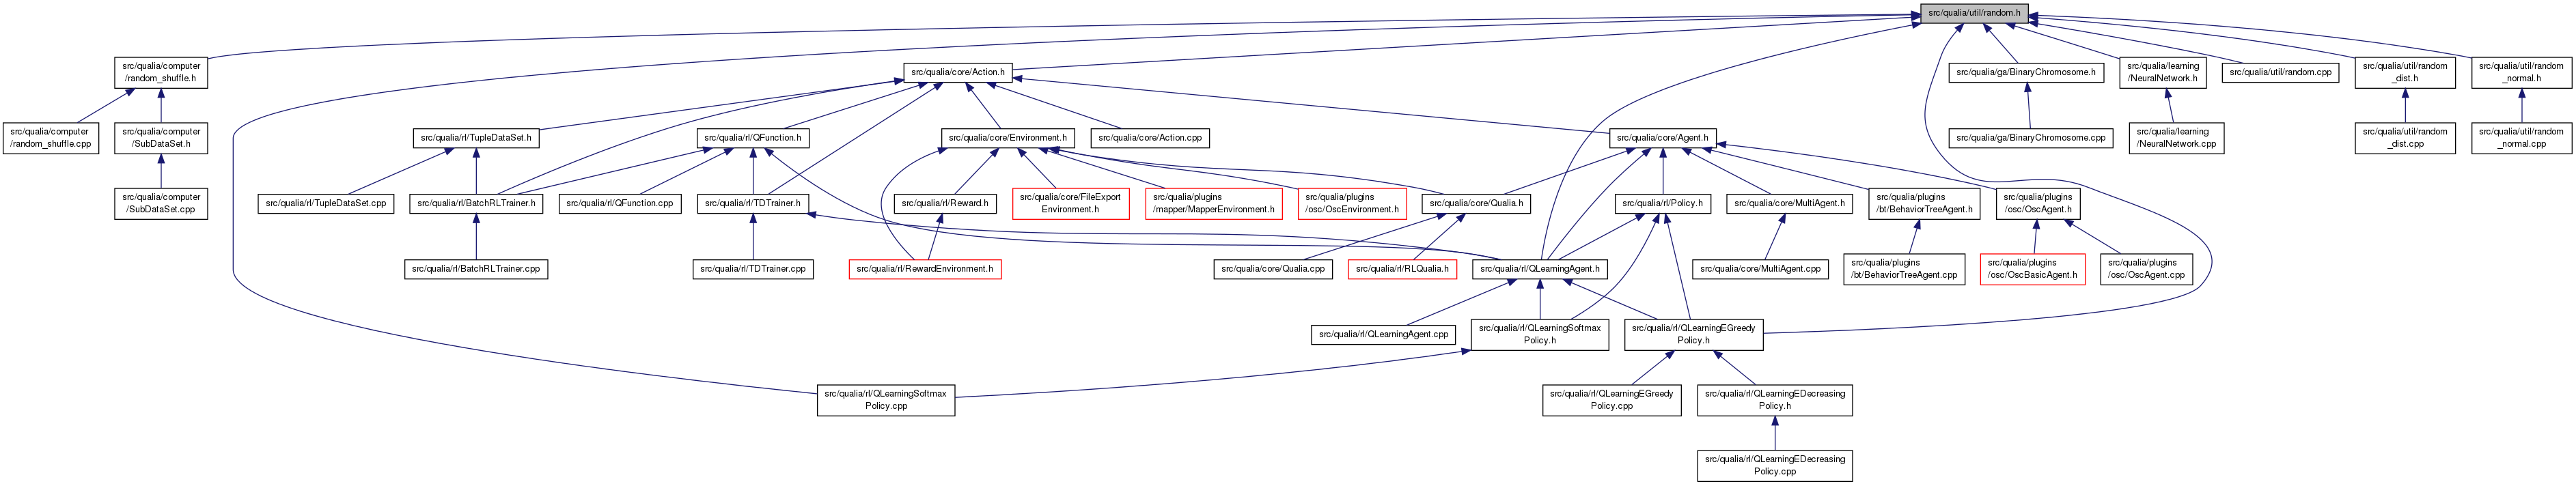 src/qualia/util/random.h
src/qualia/computer
/random_shuffle.h
src/qualia/core/Action.h
src/qualia/ga/BinaryChromosome.h
src/qualia/learning
/NeuralNetwork.h
src/qualia/util/random.cpp
src/qualia/util/random
_dist.h
src/qualia/util/random
_normal.h
src/qualia/computer
/random_shuffle.cpp
src/qualia/computer
/SubDataSet.h
src/qualia/rl/TupleDataSet.h
src/qualia/rl/QFunction.h
src/qualia/core/Environment.h
src/qualia/core/Action.cpp
src/qualia/core/Agent.h
src/qualia/ga/BinaryChromosome.cpp
src/qualia/learning
/NeuralNetwork.cpp
src/qualia/util/random
_dist.cpp
src/qualia/util/random
_normal.cpp
src/qualia/computer
/SubDataSet.cpp
src/qualia/rl/TupleDataSet.cpp
src/qualia/rl/BatchRLTrainer.h
src/qualia/rl/QFunction.cpp
src/qualia/rl/TDTrainer.h
src/qualia/rl/Reward.h
src/qualia/core/FileExport
Environment.h
src/qualia/plugins
/mapper/MapperEnvironment.h
src/qualia/plugins
/osc/OscEnvironment.h
src/qualia/core/Qualia.h
src/qualia/rl/Policy.h
src/qualia/core/MultiAgent.h
src/qualia/plugins
/bt/BehaviorTreeAgent.h
src/qualia/plugins
/osc/OscAgent.h
src/qualia/rl/BatchRLTrainer.cpp
src/qualia/rl/TDTrainer.cpp
src/qualia/rl/RewardEnvironment.h
src/qualia/core/Qualia.cpp
src/qualia/rl/RLQualia.h
src/qualia/rl/QLearningAgent.h
src/qualia/core/MultiAgent.cpp
src/qualia/plugins
/bt/BehaviorTreeAgent.cpp
src/qualia/plugins
/osc/OscBasicAgent.h
src/qualia/plugins
/osc/OscAgent.cpp
src/qualia/rl/QLearningAgent.cpp
src/qualia/rl/QLearningSoftmax
Policy.h
src/qualia/rl/QLearningEGreedy
Policy.h
src/qualia/rl/QLearningSoftmax
Policy.cpp
src/qualia/rl/QLearningEGreedy
Policy.cpp
src/qualia/rl/QLearningEDecreasing
Policy.h
src/qualia/rl/QLearningEDecreasing
Policy.cpp